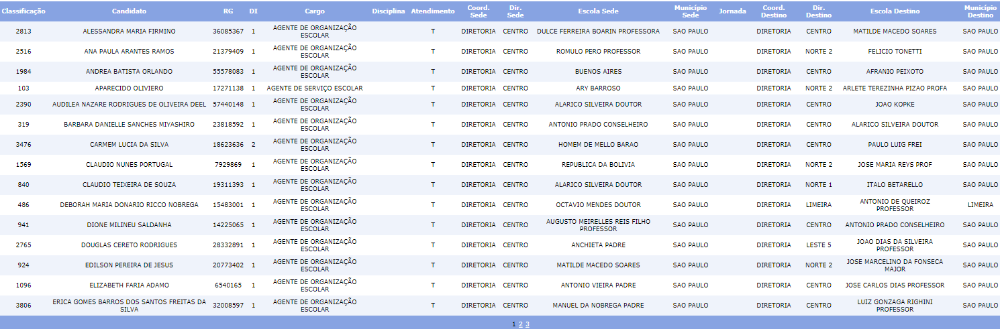 Classificação Candidato RG DI Cargo Disciplina Atendimento Coord. Sede Dir. Sede Escola Sede Município Sede Jornada Coord. Destino Dir. Destino Escola Destino Município Destino
2813 ALESSANDRA MARIA FIRMINO 36085367 1 AGENTE DE ORGANIZAÇÃO ESCOLAR T DIRETORIA CENTRO DULCE FERREIRA BOARIN PROFESSORA SAO PAULO DIRETORIA CENTRO MATILDE MACEDO SOARES SAO PAULO
2516 ANA PAULA ARANTES RAMOS 21379409 1 AGENTE DE ORGANIZAÇÃO ESCOLAR T DIRETORIA CENTRO ROMULO PERO PROFESSOR SAO PAULO DIRETORIA NORTE 2 FELICIO TONETTI SAO PAULO
1984 ANDREA BATISTA ORLANDO 55578083 1 AGENTE DE ORGANIZAÇÃO ESCOLAR T DIRETORIA CENTRO BUENOS AIRES SAO PAULO DIRETORIA CENTRO AFRANIO PEIXOTO SAO PAULO
103 APARECIDO OLIVIERO 17271138 1 AGENTE DE SERVIÇO ESCOLAR T DIRETORIA CENTRO ARY BARROSO SAO PAULO DIRETORIA NORTE 2 ARLETE TEREZINHA PIZAO PROFA SAO PAULO
2390 AUDILEA NAZARE RODRIGUES DE OLIVEIRA DEEL 57440148 1 AGENTE DE ORGANIZAÇÃO ESCOLAR T DIRETORIA CENTRO ALARICO SILVEIRA DOUTOR SAO PAULO DIRETORIA CENTRO JOAO KOPKE SAO PAULO
319 BARBARA DANIELLE SANCHES MIYASHIRO 23818592 1 AGENTE DE ORGANIZAÇÃO ESCOLAR T DIRETORIA CENTRO ANTONIO PRADO CONSELHEIRO SAO PAULO DIRETORIA CENTRO ALARICO SILVEIRA DOUTOR SAO PAULO
3476 CARMEM LUCIA DA SILVA 18623636 2 AGENTE DE ORGANIZAÇÃO ESCOLAR T DIRETORIA CENTRO HOMEM DE MELLO BARAO SAO PAULO DIRETORIA CENTRO PAULO LUIG FREI SAO PAULO
1569 CLAUDIO NUNES PORTUGAL 7929869 1 AGENTE DE ORGANIZAÇÃO ESCOLAR T DIRETORIA CENTRO REPUBLICA DA BOLIVIA SAO PAULO DIRETORIA NORTE 2 JOSE MARIA REYS PROF SAO PAULO
840 CLAUDIO TEIXEIRA DE SOUZA 19311393 1 AGENTE DE ORGANIZAÇÃO ESCOLAR T DIRETORIA CENTRO ALARICO SILVEIRA DOUTOR SAO PAULO DIRETORIA NORTE 1 ITALO BETARELLO SAO PAULO
486 DEBORAH MARIA DONARIO RICCO NOBREGA 15483001 1 AGENTE DE ORGANIZAÇÃO ESCOLAR T DIRETORIA CENTRO OCTAVIO MENDES DOUTOR SAO PAULO DIRETORIA LIMEIRA ANTONIO DE QUEIROZ PROFESSOR LIMEIRA
941 DIONE MILINEU SALDANHA 14225065 1 AGENTE DE ORGANIZAÇÃO ESCOLAR T DIRETORIA CENTRO AUGUSTO MEIRELLES REIS FILHO PROFESSOR SAO PAULO DIRETORIA CENTRO ANTONIO PRADO CONSELHEIRO SAO PAULO
2765 DOUGLAS CERETO RODRIGUES 28332891 1 AGENTE DE ORGANIZAÇÃO ESCOLAR T DIRETORIA CENTRO ANCHIETA PADRE SAO PAULO DIRETORIA LESTE 5 JOAO DIAS DA SILVEIRA PROFESSOR SAO PAULO
924 EDILSON PEREIRA DE JESUS 20773402 1 AGENTE DE ORGANIZAÇÃO ESCOLAR T DIRETORIA CENTRO MATILDE MACEDO SOARES SAO PAULO DIRETORIA NORTE 2 JOSE MARCELINO DA FONSECA MAJOR SAO PAULO
1096 ELIZABETH FARIA ADAMO 6540165 1 AGENTE DE ORGANIZAÇÃO ESCOLAR T DIRETORIA CENTRO ANTONIO VIEIRA PADRE SAO PAULO DIRETORIA CENTRO JOSE CARLOS DIAS PROFESSOR SAO PAULO
3806 ERICA GOMES BARROS DOS SANTOS FREITAS DA SILVA 32008597 1 AGENTE DE ORGANIZAÇÃO ESCOLAR T DIRETORIA CENTRO MANUEL DA NOBREGA PADRE SAO PAULO DIRETORIA CENTRO LUIZ GONZAGA RIGHINI PROFESSOR SAO PAULO
1 2 3